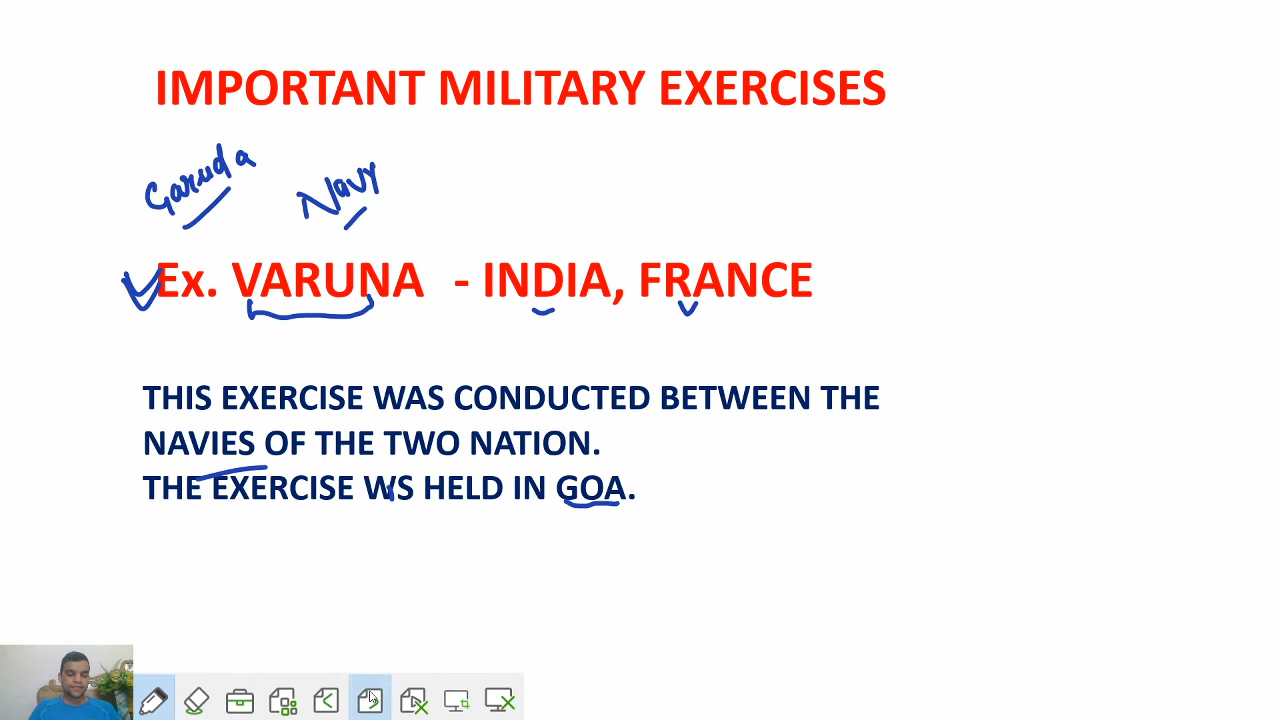 IMPORTANT MILITARY EXERCISES
Garuda Navy
Ex. VARUNA - INDIA, FRANCE
THIS EXERCISE WAS CONDUCTED BETWEEN THE
NAVIES OF THE TWO NATION.
THE EXERCISE WS HELD IN GOA.